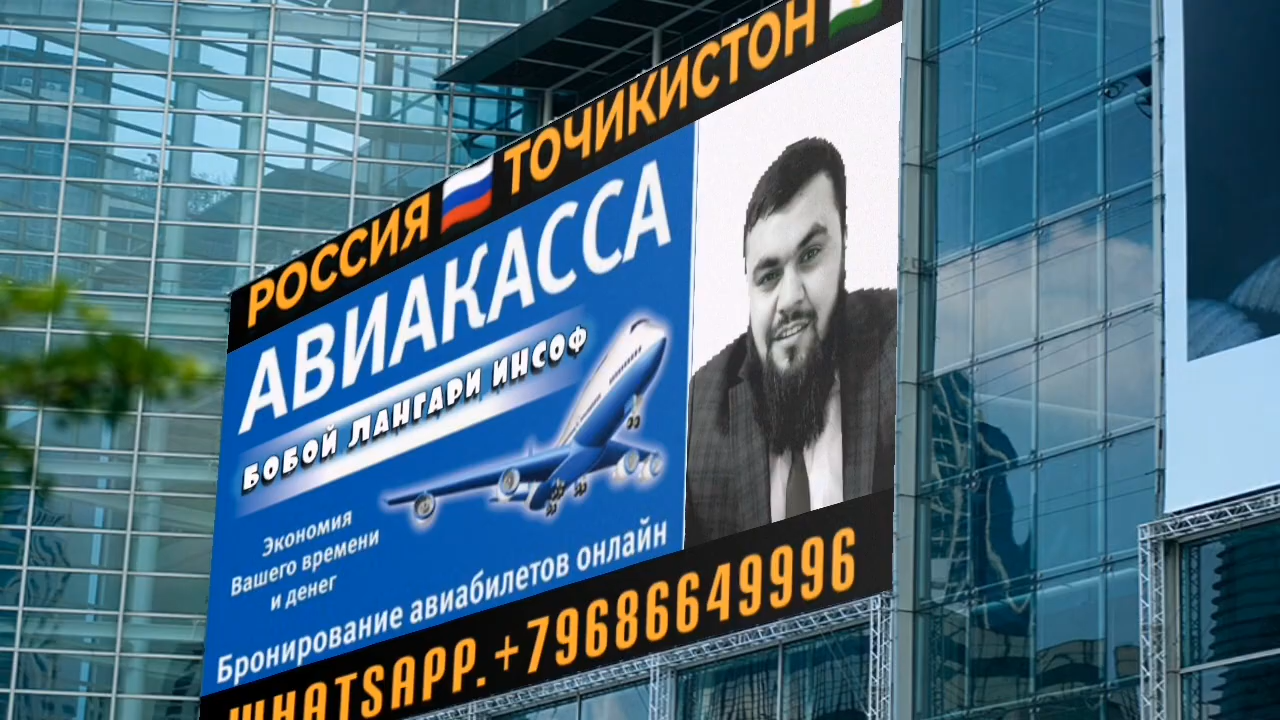 РОССИЯ ТОЧИКИСТОН
АВИАКАССА
БОБОЙ ЛАНГАРИ ИНСОФ
Экономия
Вашего времени
и денег
Бронирование авиабилетов онлайн
WHATSAPP.+79686649996